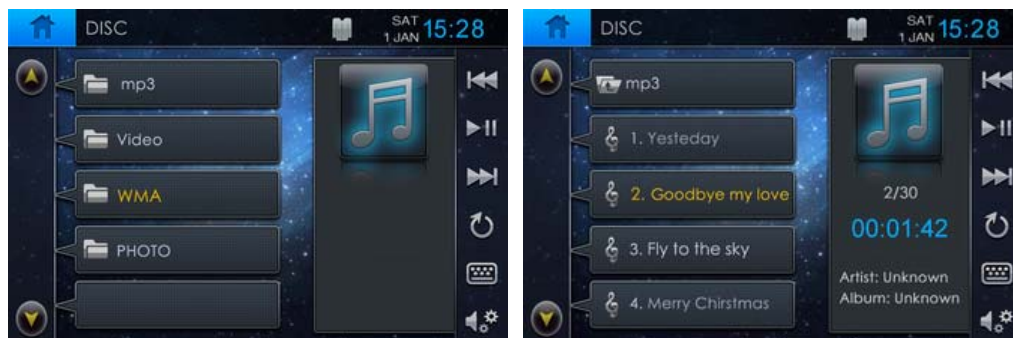 DISC
SAT
1 JAN 15:28
mp3
Video
WMA
PHOTO
DISC
SAT
1 JAN 15:28
mp3
1. Yesteday
2. Goodbye my love
3. Fly to the sky
4. Merry Chirstmas
2/30
00:01:42
Artist: Unknown
Album: Unknown